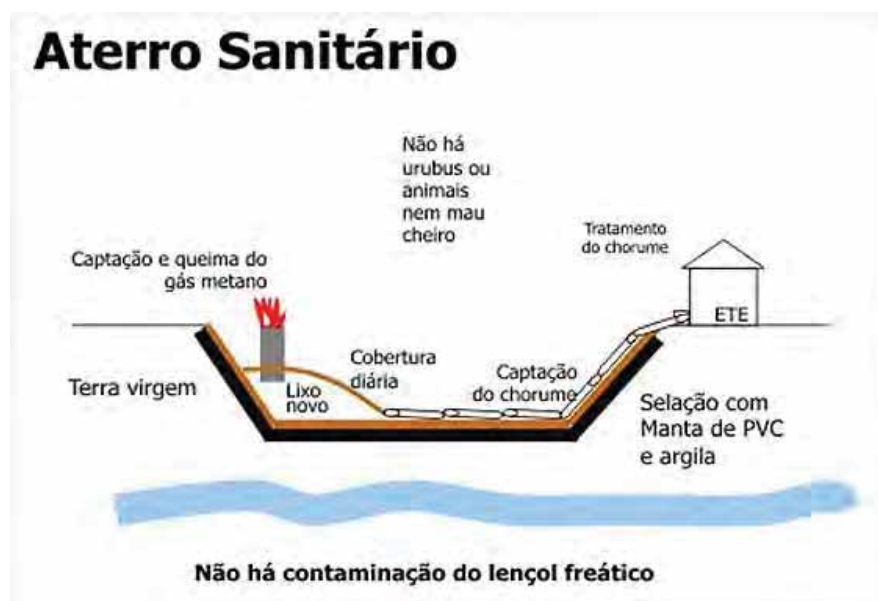 Aterro Sanitário
Não há
urubus ou
animais
nem mau
cheiro
Tratamento
do chorume
Captação e queima do
gás metano
ETE
Cobertura
diária
Captação
do chorume
Terra virgem
Lixo
novo
Selação com
Manta de PVC
e argila
Não há contaminação do lençol freático